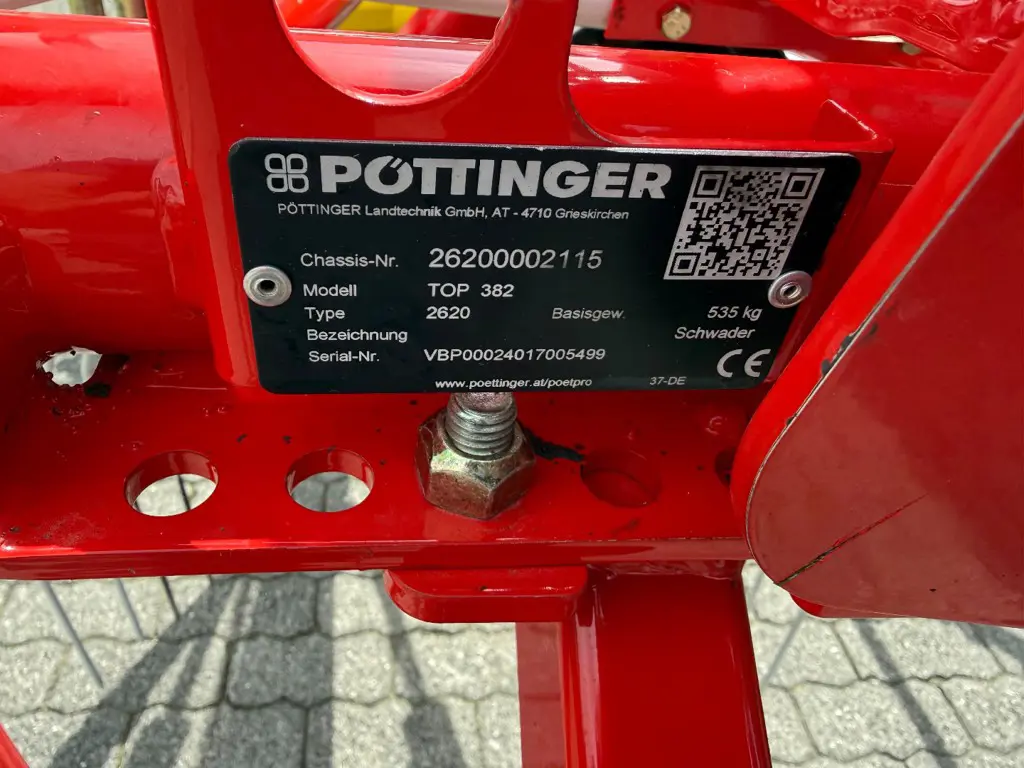 PÖTTINGER
PÖTTINGER Landtechnik GmbH, AT - 4710 Grieskirchen
Chassis-Nr. 26200002115
Modell TOP 382
Type 2620 Basisgew. 535 kg
Bezeichnung Schwader
Serial-Nr. VBP00024017005499
CE
www.poettinger.at/poetpro 37-DE